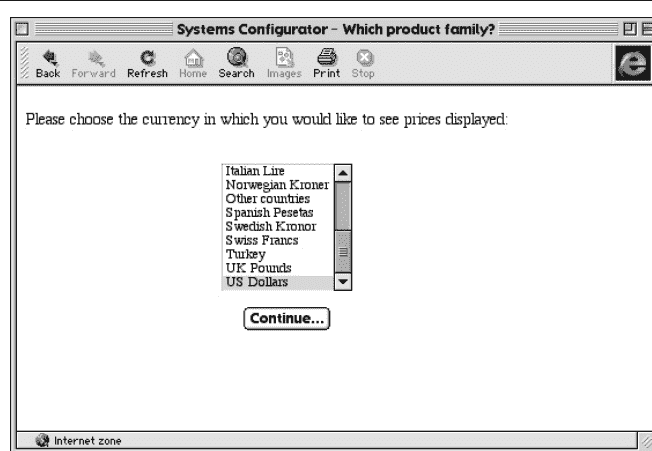 Systems Configurator – Which product family?
Back Forward Refresh Home Search Images Print Stop
Please choose the currency in which you would like to see prices displayed:
Italian Lire
Norwegian Kroner
Other countries
Spanish Pesetas
Swedish Kronor
Swiss Francs
Turkey
UK Pounds
US Dollars
Continue...
Internet zone